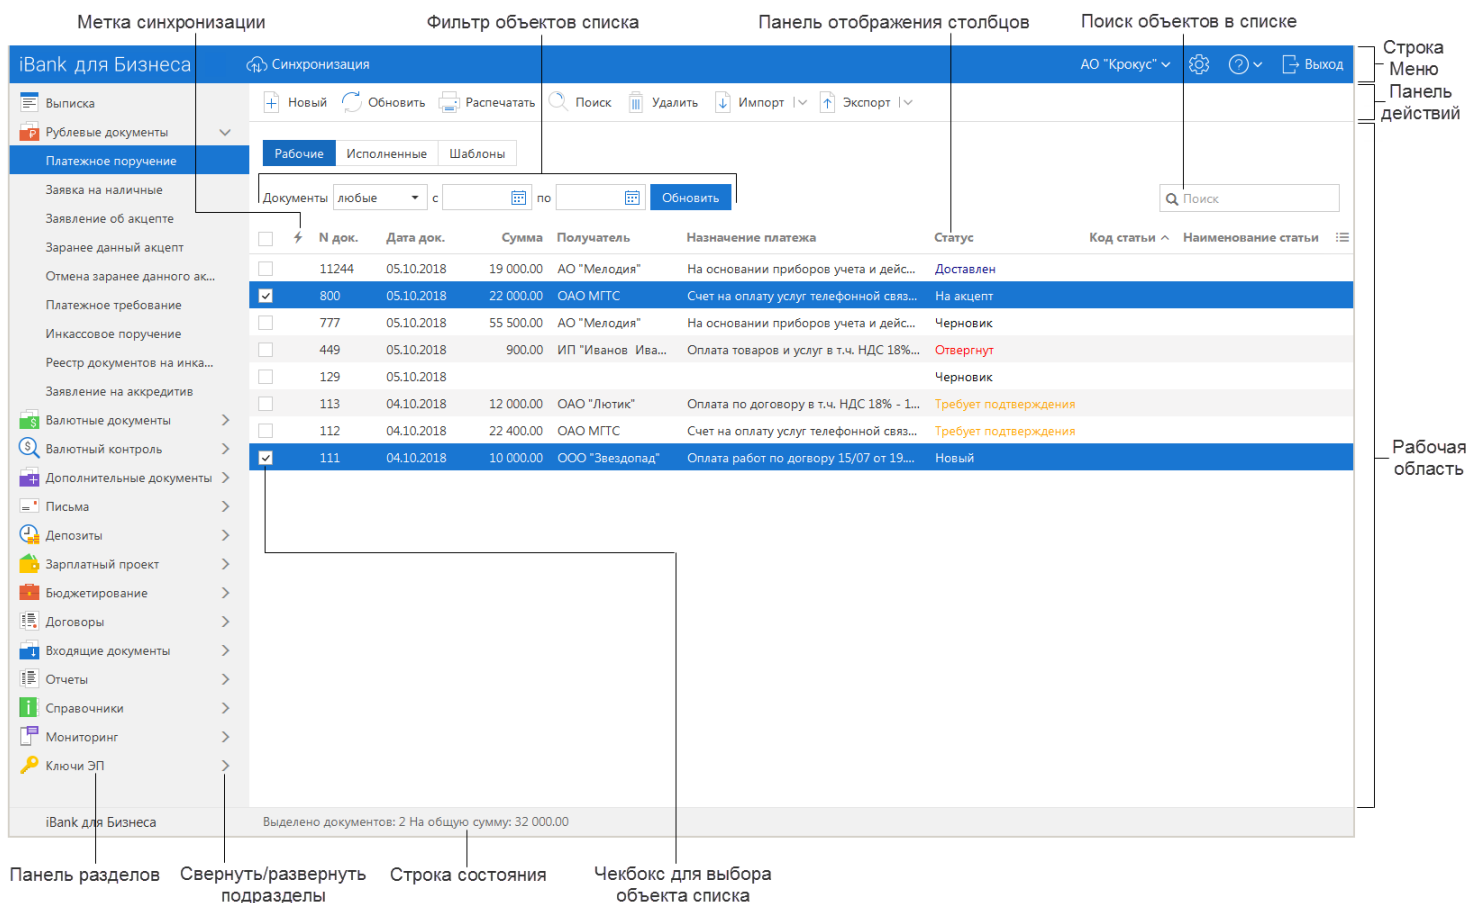 Метка синхронизации
Фильтр объектов списка
Панель отображения столбцов
Поиск объектов в списке
iBank для Бизнеса
Синхронизация
АО "Крокус"
Выход
Строка
Меню
Панель
действий
Новый
Обновить
Распечатать
Поиск
Удалить
Импорт
Экспорт
Рабочие
Исполненные
Шаблоны
Документы любые с по Обновить
Поиск
N док. Дата док. Сумма Получатель Назначение платежа Статус Код статьи Наименование статьи
11244 05.10.2018 19 000.00 АО "Мелодия" На основании приборов учета и дейс... Доставлен
800 05.10.2018 22 000.00 ОАО МГТС Счет на оплату услуг телефонной связ... На акцепт
777 05.10.2018 55 500.00 АО "Мелодия" На основании приборов учета и дейс... Черновик
449 05.10.2018 900.00 ИП "Иванов Ива... Оплата товаров и услуг в т.ч. НДС 18%... Отвергнут
129 05.10.2018 Черновик
113 04.10.2018 12 000.00 ОАО "Лютик" Оплата по договору в т.ч. НДС 18% - 1... Требует подтверждения
112 04.10.2018 22 400.00 ОАО МГТС Счет на оплату услуг телефонной связ... Требует подтверждения
111 04.10.2018 10 000.00 ООО "Звездопад" Оплата работ по догвору 15/07 от 19.... Новый
Выписка
Рублевые документы
Платежное поручение
Заявка на наличные
Заявление об акцепте
Заранее данный акцепт
Отмена заранее данного ак...
Платежное требование
Инкассовое поручение
Реестр документов на инка...
Заявление на аккредитив
Валютные документы
Валютный контроль
Дополнительные документы
Письма
Депозиты
Зарплатный проект
Бюджетирование
Договоры
Входящие документы
Отчеты
Справочники
Мониторинг
Ключи ЭП
Рабочая
область
iBank для Бизнеса
Выделено документов: 2 На общую сумму: 32 000.00
Панель разделов
Свернуть/развернуть
подразделы
Строка состояния
Чекбокс для выбора
объекта списка